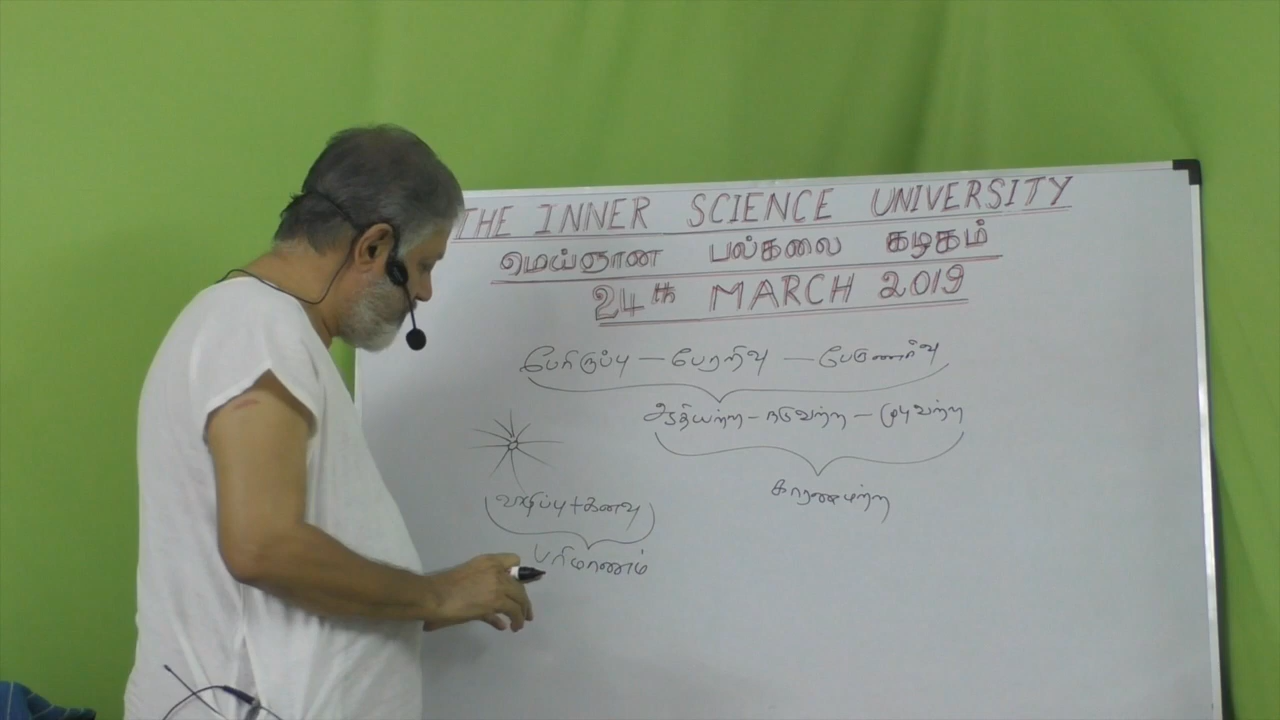 THE INNER SCIENCE UNIVERSITY
மெய்ஞான பல்கலை கழகம்
24th MARCH 2019
பேரிருப்பு — பேரறிவு — பேருணர்வு
ஆதியற்ற — நடுவற்ற — முடிவற்ற
காரணமற்ற
விழிப்பு + கனவு
பரிமாணம்